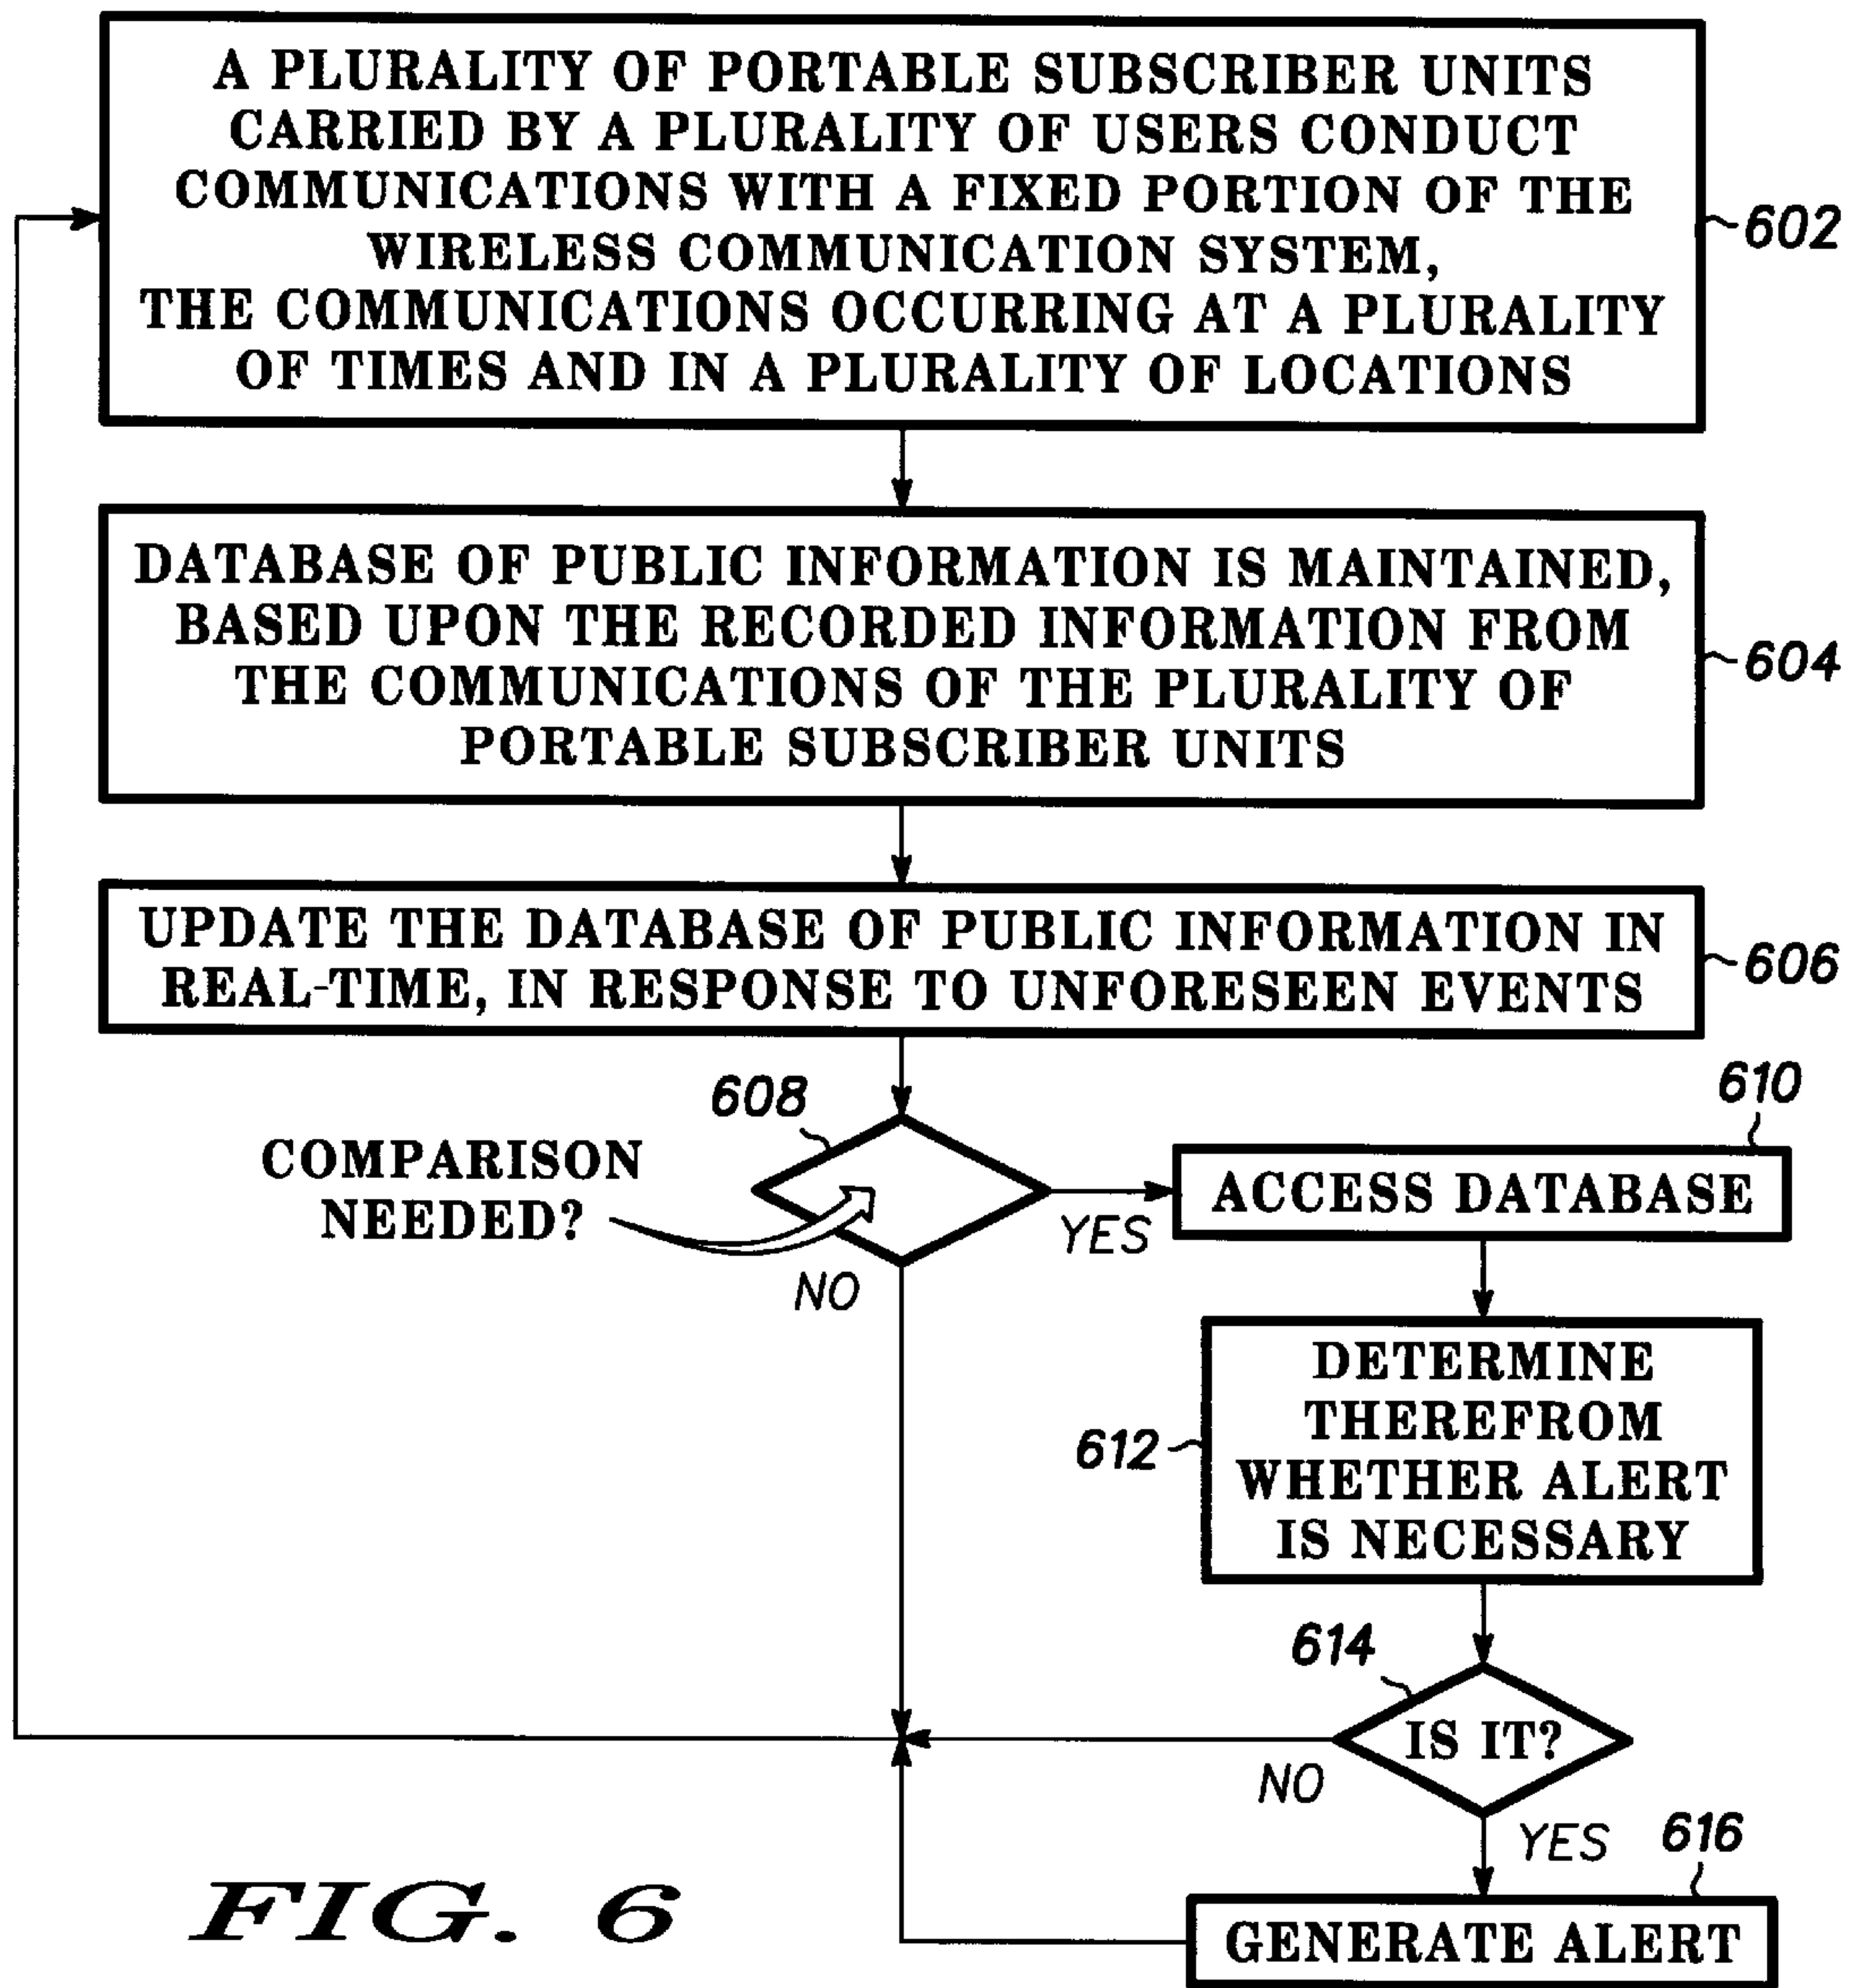 A PLURALITY OF PORTABLE SUBSCRIBER UNITS
CARRIED BY A PLURALITY OF USERS CONDUCT
COMMUNICATIONS WITH A FIXED PORTION OF THE
WIRELESS COMMUNICATION SYSTEM,
THE COMMUNICATIONS OCCURRING AT A PLURALITY
OF TIMES AND IN A PLURALITY OF LOCATIONS
602
DATABASE OF PUBLIC INFORMATION IS MAINTAINED,
BASED UPON THE RECORDED INFORMATION FROM
THE COMMUNICATIONS OF THE PLURALITY OF
PORTABLE SUBSCRIBER UNITS
604
UPDATE THE DATABASE OF PUBLIC INFORMATION IN
REAL-TIME, IN RESPONSE TO UNFORESEEN EVENTS
606
608
COMPARISON
NEEDED?
YES
NO
610
ACCESS DATABASE
DETERMINE
THEREFROM
WHETHER ALERT
IS NECESSARY
612
614
IS IT?
NO
YES
616
GENERATE ALERT
FIG. 6